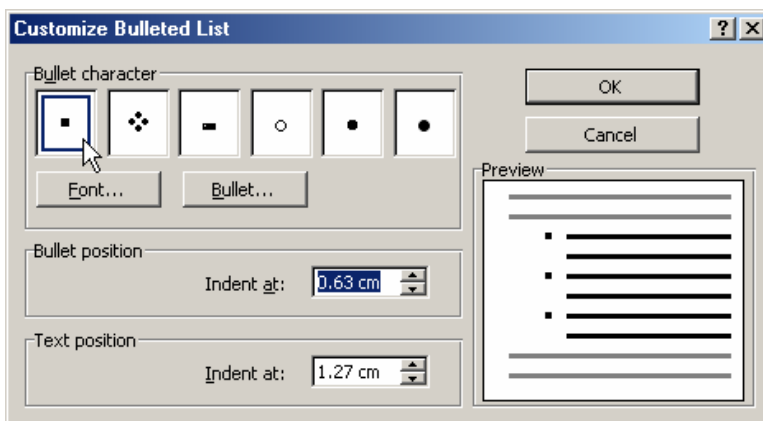 Customize Bulleted List
Bullet character
OK
Cancel
Font...
Bullet...
Preview
Bullet position
Indent at:
0.63 cm
Text position
Indent at:
1.27 cm